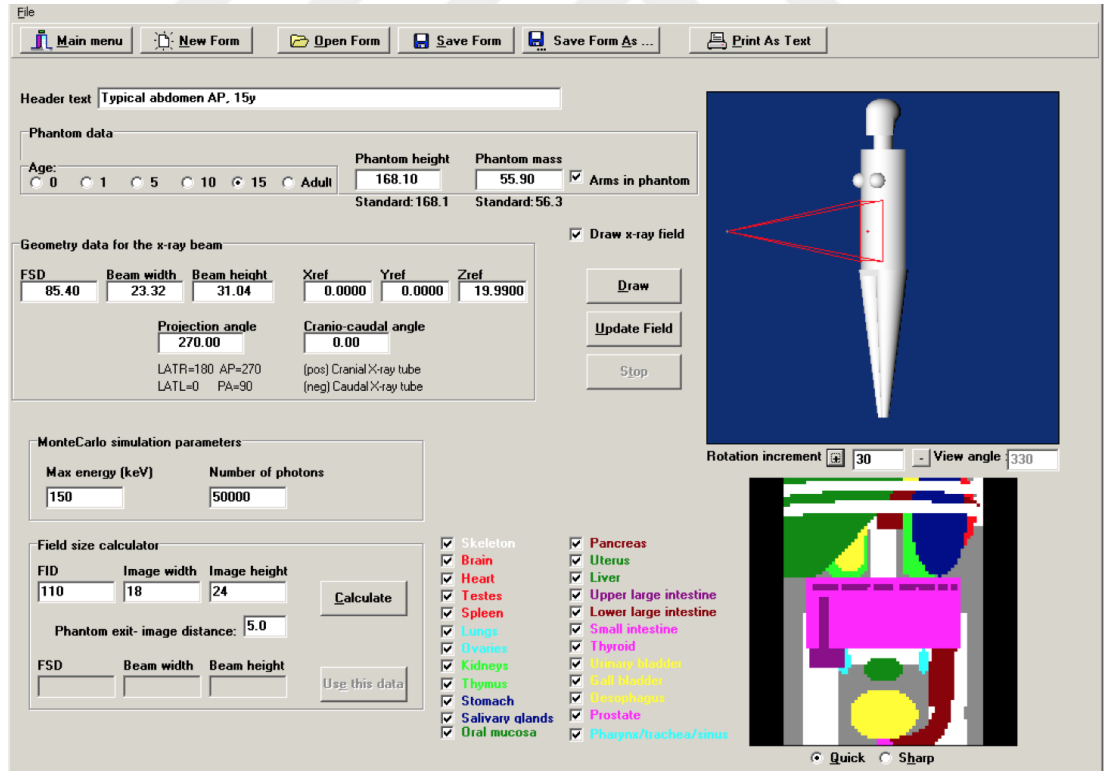 File
Main menu New Form Open Form Save Form Save Form As ... Print As Text
Header text Typical abdomen AP, 15y
Phantom data
Age: 0 1 5 10 15 Adult
Phantom height Phantom mass
168.10 55.90 Arms in phantom
Standard: 168.1 Standard: 56.3
Draw x-ray field
Geometry data for the x-ray beam
FSD Beam width Beam height Xref Yref Zref
85.40 23.32 31.04 0.0000 0.0000 19.9900
Projection angle Cranio-caudal angle
270.00 0.00
LATR=180 AP=270 (pos) Cranial X-ray tube
LATL=0 PA=90 (neg) Caudal X-ray tube
Draw
Update Field
Stop
MonteCarlo simulation parameters
Max energy (keV) Number of photons
150 50000
Rotation increment + 30 - View angle : 330
Field size calculator
FID Image width Image height
110 18 24
Calculate
Phantom exit- image distance: 5.0
FSD Beam width Beam height
Use this data
Skeleton
Brain
Heart
Testes
Spleen
Lungs
Ovaries
Kidneys
Thymus
Stomach
Salivary glands
Oral mucosa
Pancreas
Uterus
Liver
Upper large intestine
Lower large intestine
Small intestine
Thyroid
Urinary bladder
Gall bladder
Oesophagus
Prostate
Pharynx/trachea/sinus
Quick Sharp